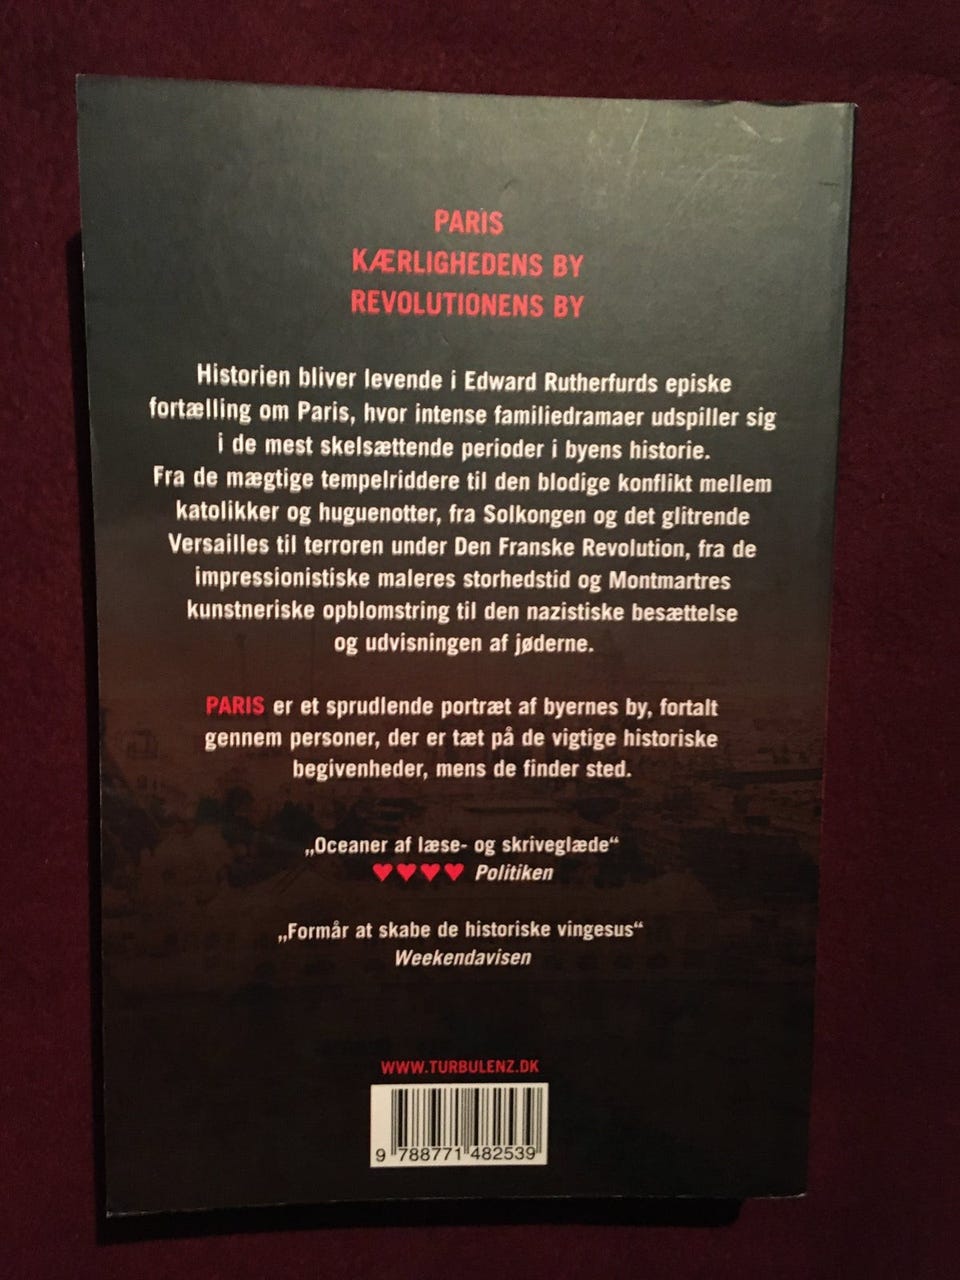 PARIS
KÆRLIGHEDENS BY
REVOLUTIONENS BY
Historien bliver levende i Edward Rutherfurds episke
fortælling om Paris, hvor intense familiedramaer udspiller sig
i de mest skelsættende perioder i byens historie.
Fra de mægtige tempelriddere til den blodige konflikt mellem
katolikker og huguenotter, fra Solkongen og det glitrende
Versailles til terroren under Den Franske Revolution, fra de
impressionistiske maleres storhedstid og Montmartres
kunstneriske opblomstring til den nazistiske besættelse
og udvisningen af jøderne.
PARIS er et sprudlende portræt af byernes by, fortalt
gennem personer, der er tæt på de vigtige historiske
begivenheder, mens de finder sted.
„Oceaner af læse- og skriveglæde“
♥♥♥♥ Politiken
„Formår at skabe de historiske vingesus“
Weekendavisen
WWW.TURBULENZ.DK
9 788771 482539